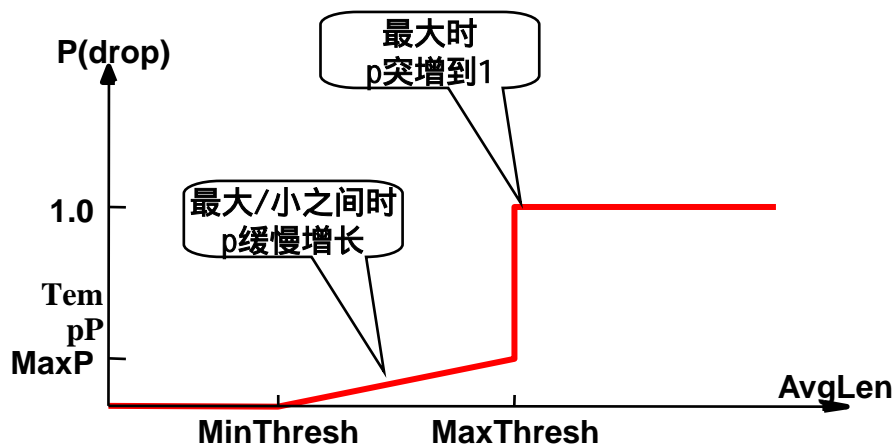 最大时
p突增到1
P(drop)
最大/小之间时
p缓慢增长
1.0
Tem
pP
MaxP
AvgLen
MinThresh
MaxThresh